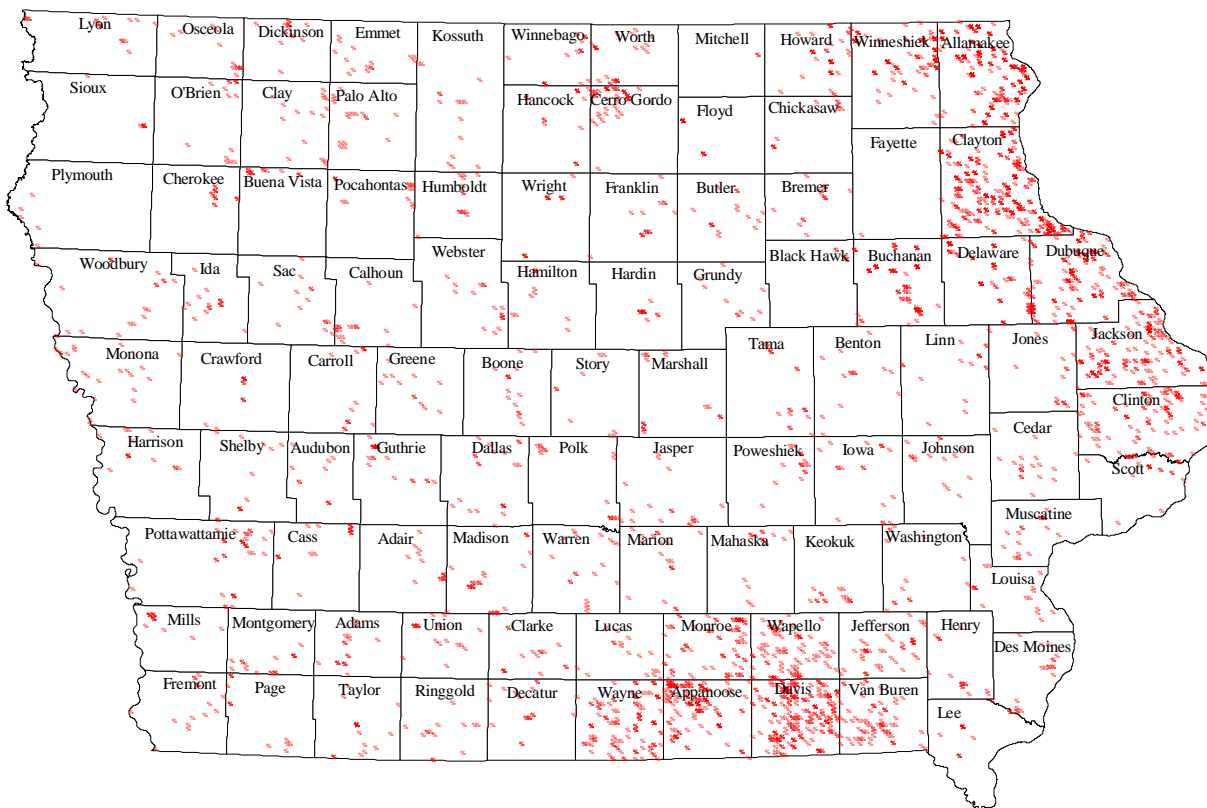 Lyon
Osceola
Dickinson
Emmet
Kossuth
Winnebago
Worth
Mitchell
Howard
Winneshiek
Allamakee
Sioux
O'Brien
Clay
Palo Alto
Hancock
Cerro Gordo
Floyd
Chickasaw
Fayette
Clayton
Plymouth
Cherokee
Buena Vista
Pocahontas
Humboldt
Wright
Franklin
Butler
Bremer
Woodbury
Ida
Sac
Calhoun
Webster
Hamilton
Hardin
Grundy
Black Hawk
Buchanan
Delaware
Dubuque
Monona
Crawford
Carroll
Greene
Boone
Story
Marshall
Tama
Benton
Linn
Jones
Jackson
Clinton
Harrison
Shelby
Audubon
Guthrie
Dallas
Polk
Jasper
Poweshiek
Iowa
Johnson
Cedar
Scott
Muscatine
Pottawattamie
Cass
Adair
Madison
Warren
Marion
Mahaska
Keokuk
Washington
Louisa
Mills
Montgomery
Adams
Union
Clarke
Lucas
Monroe
Wapello
Jefferson
Henry
Des Moines
Fremont
Page
Taylor
Ringgold
Decatur
Wayne
Appanoose
Davis
Van Buren
Lee